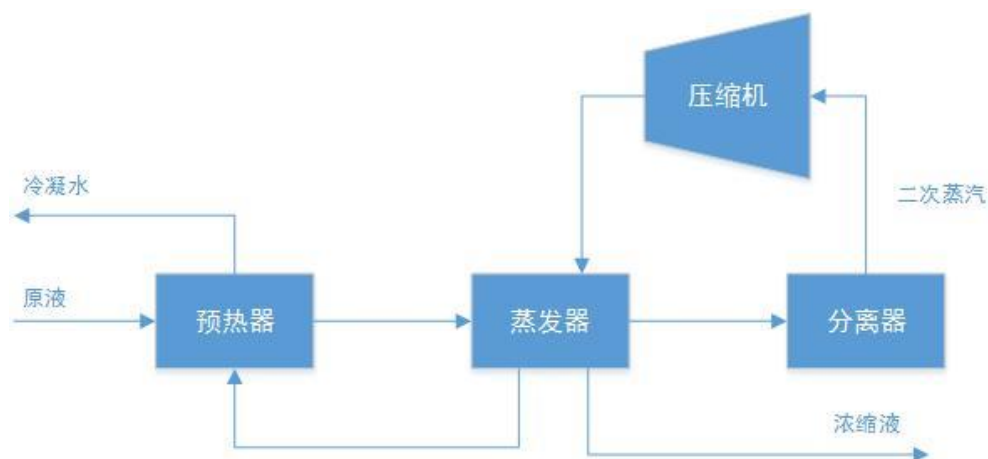 压缩机
冷凝水
二次蒸汽
原液
预热器
蒸发器
分离器
浓缩液